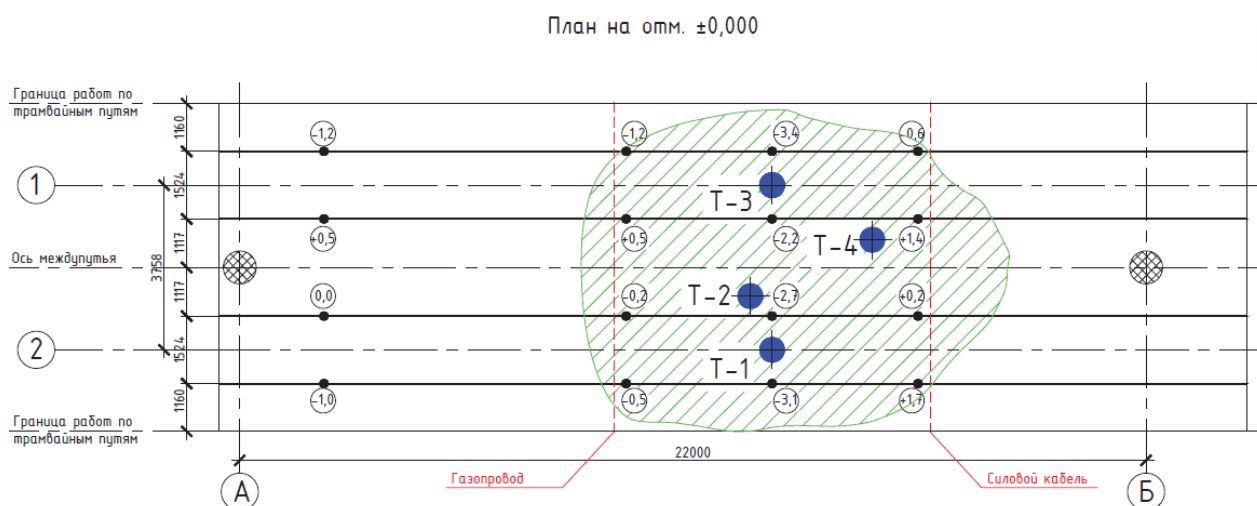 План на отм. ±0,000
Граница работ по
трамвайным путям
1160
-1,2
-1,2
-3,4
0,6
1
1524
Т-3
1117
+0,5
+0,5
-2,2
Т-4
+1,4
Ось междупутья
3758
1117
0,0
-0,2
Т-2
-2,7
+0,2
2
1524
Т-1
1160
-1,0
-0,5
-3,1
+1,7
Граница работ по
трамвайным путям
22000
А
Газопровод
Силовой кабель
Б